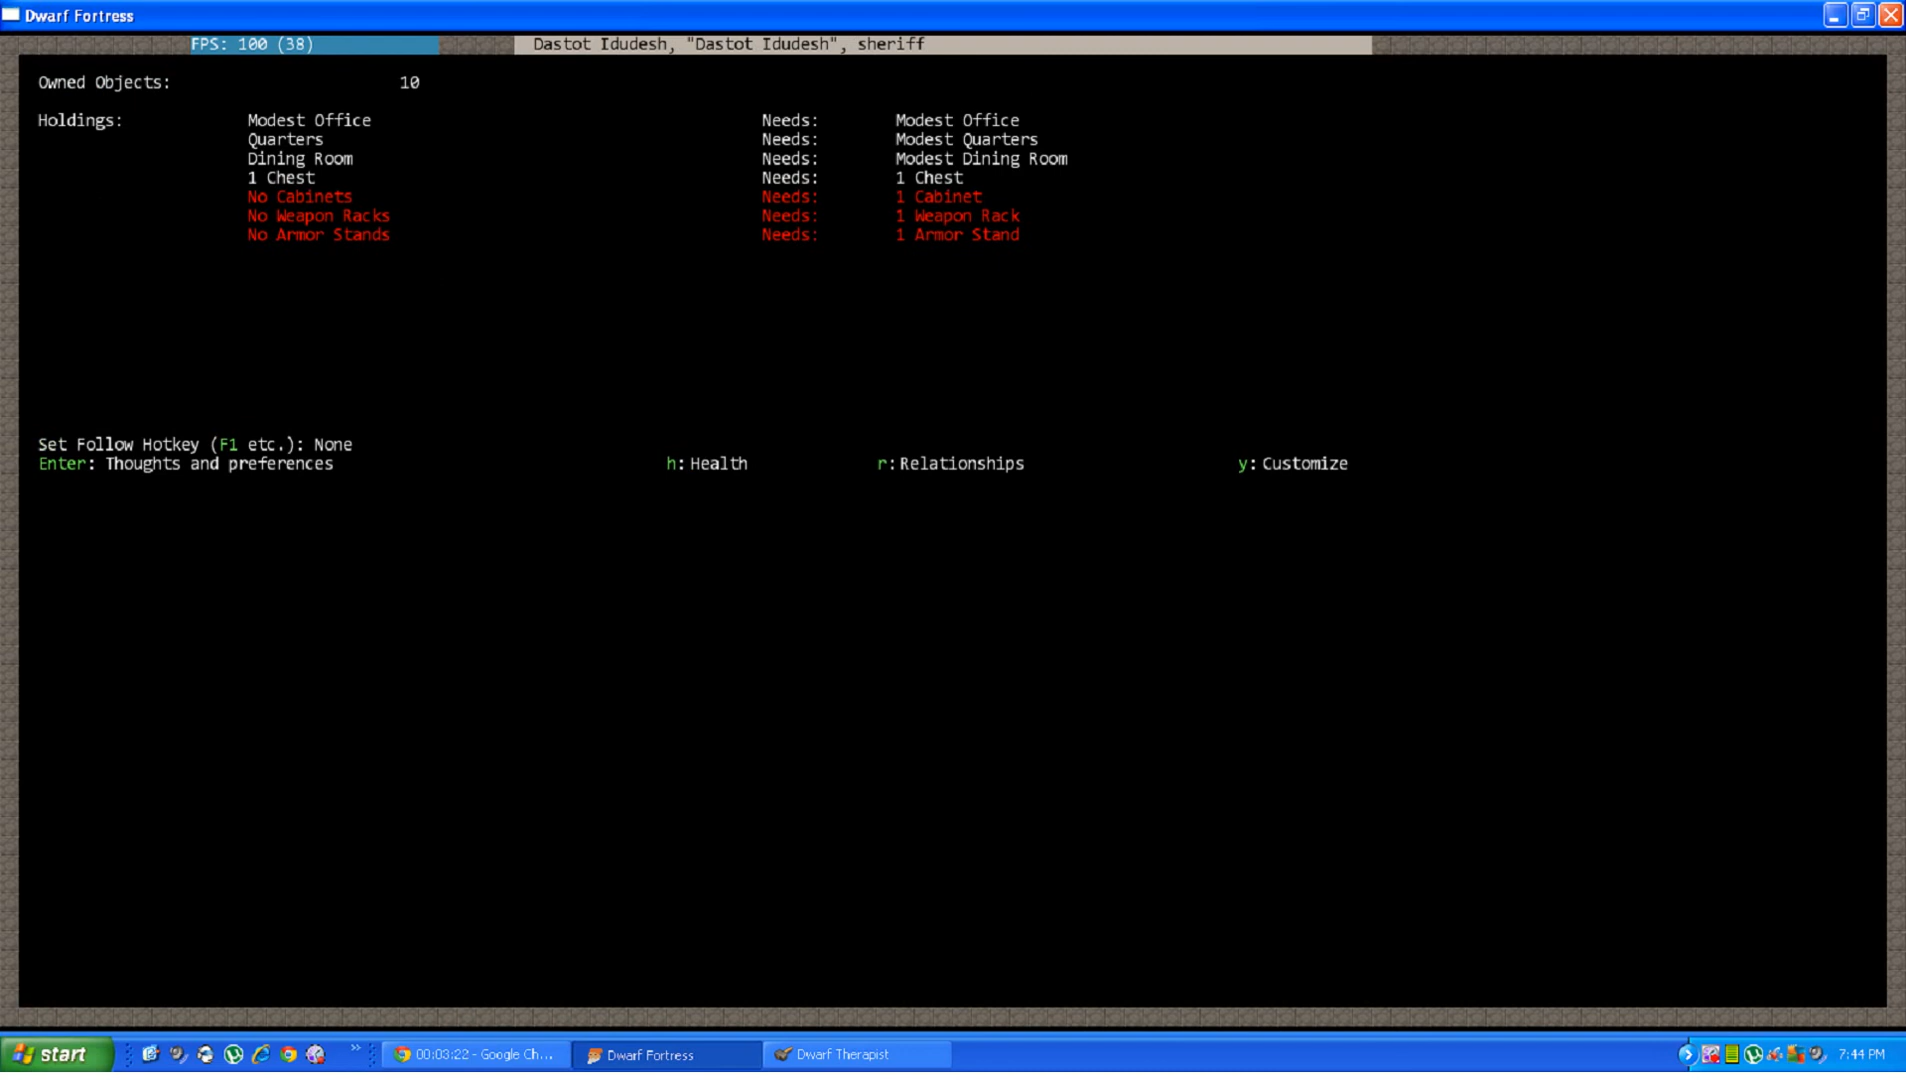 Dwarf Fortress
FPS: 100 (38)
Dastot Idudesh, "Dastot Idudesh", sheriff
Owned Objects: 10
Holdings: Modest Office Needs: Modest Office
Quarters Needs: Modest Quarters
Dining Room Needs: Modest Dining Room
1 Chest Needs: 1 Chest
No Cabinets Needs: 1 Cabinet
No Weapon Racks Needs: 1 Weapon Rack
No Armor Stands Needs: 1 Armor Stand
Set Follow Hotkey (F1 etc.): None
Enter: Thoughts and preferences h: Health r: Relationships y: Customize
start 00:03:22 - Google Ch... Dwarf Fortress Dwarf Therapist 7:44 PM